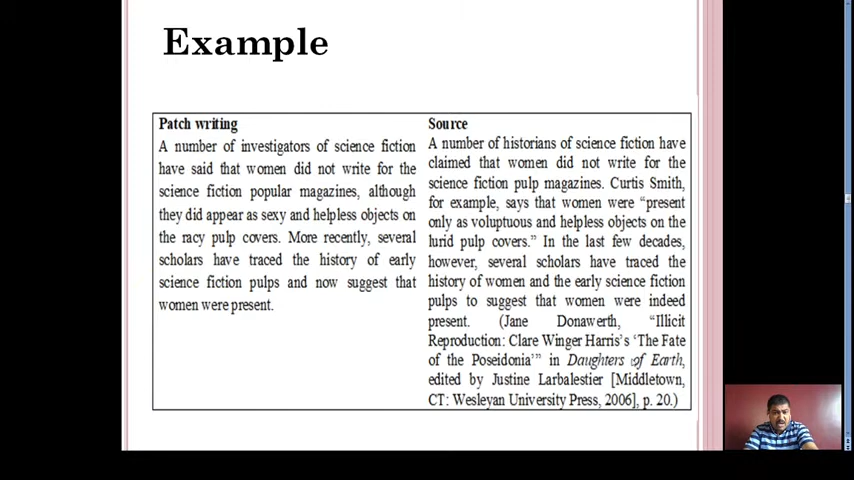 Example
Patch writing
A number of investigators of science fiction
have said that women did not write for the
science fiction popular magazines, although
they did appear as sexy and helpless objects on
the racy pulp covers. More recently, several
scholars have traced the history of early
science fiction pulps and now suggest that
women were present.
Source
A number of historians of science fiction have
claimed that women did not write for the
science fiction pulp magazines. Curtis Smith,
for example, says that women were “present
only as voluptuous and helpless objects on the
lurid pulp covers.” In the last few decades,
however, several scholars have traced the
history of women and the early science fiction
pulps to suggest that women were indeed
present. (Jane Donawerth, “Illicit
Reproduction: Clare Winger Harris’s ‘The Fate
of the Poseidonia’” in Daughters of Earth,
edited by Justine Larbalestier [Middletown,
CT: Wesleyan University Press, 2006], p. 20.)